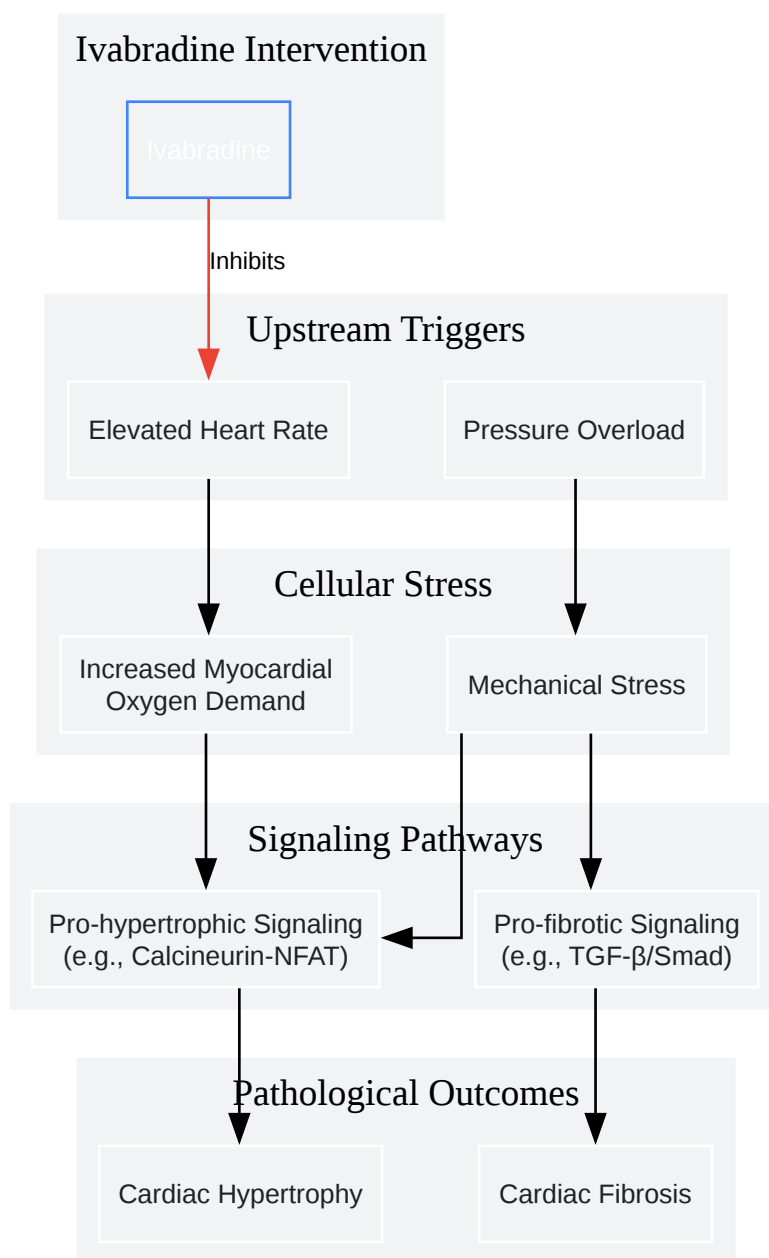 Ivabradine Intervention
Ivabradine
Inhibits
Upstream Triggers
Elevated Heart Rate
Pressure Overload
Cellular Stress
Increased Myocardial
Oxygen Demand
Mechanical Stress
Signaling Pathways
Pro-hypertrophic Signaling
(e.g., Calcineurin-NFAT)
Pro-fibrotic Signaling
(e.g., TGF-β/Smad)
Pathological Outcomes
Cardiac Hypertrophy
Cardiac Fibrosis